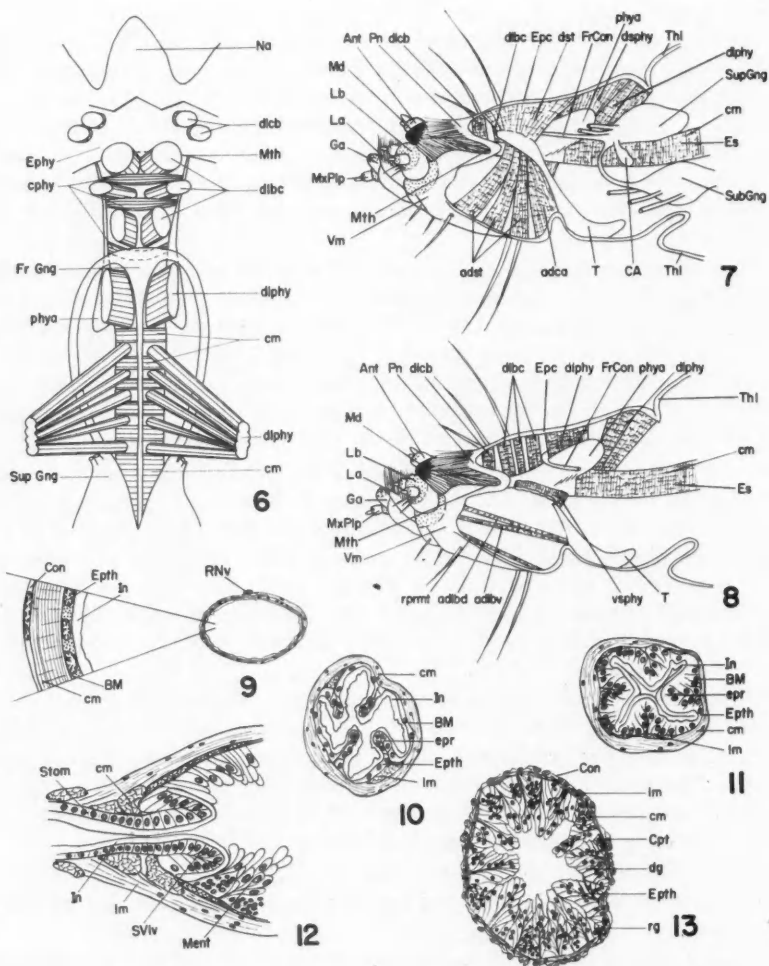 Na
dlcb
Ephy
Mth
cphy
dlbc
Fr Gng
dlphy
phya
cm
dlphy
Sup Gng
cm
6
phya
Ant Pn dlcb
dlbc Epc dst FrCon dsphy
Thl
Md
dlphy
Lb
SupGng
La
cm
Ga
Es
MxPlp
SubGng
Mth
Vm
adst
adca
T
CA
Thl
7
Ant Pn dlcb
dlbc Epc dlphy FrCon phya dlphy
Thl
Md
Lb
La
cm
Ga
Es
MxPlp
Mth
Vm
vsphy
T
rprmt adlbd adlbv
8
Con
Epth
In
RNv
BM
cm
9
cm
In
BM
epr
Epth
lm
10
In
BM
epr
Epth
cm
lm
11
Stom
cm
In
lm
SVlv
Ment
12
Con
lm
cm
Cpt
dg
Epth
rg
13